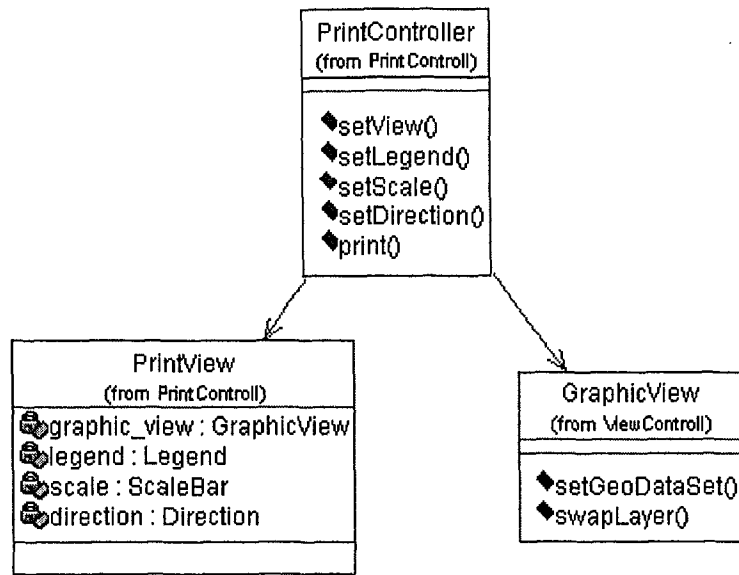 PrintController
(from PrintControll)
setView()
setLegend()
setScale()
setDirection()
print()
PrintView
(from PrintControll)
graphic_view : GraphicView
legend : Legend
scale : ScaleBar
direction : Direction
GraphicView
(from ViewControll)
setGeoDataSet()
swapLayer()